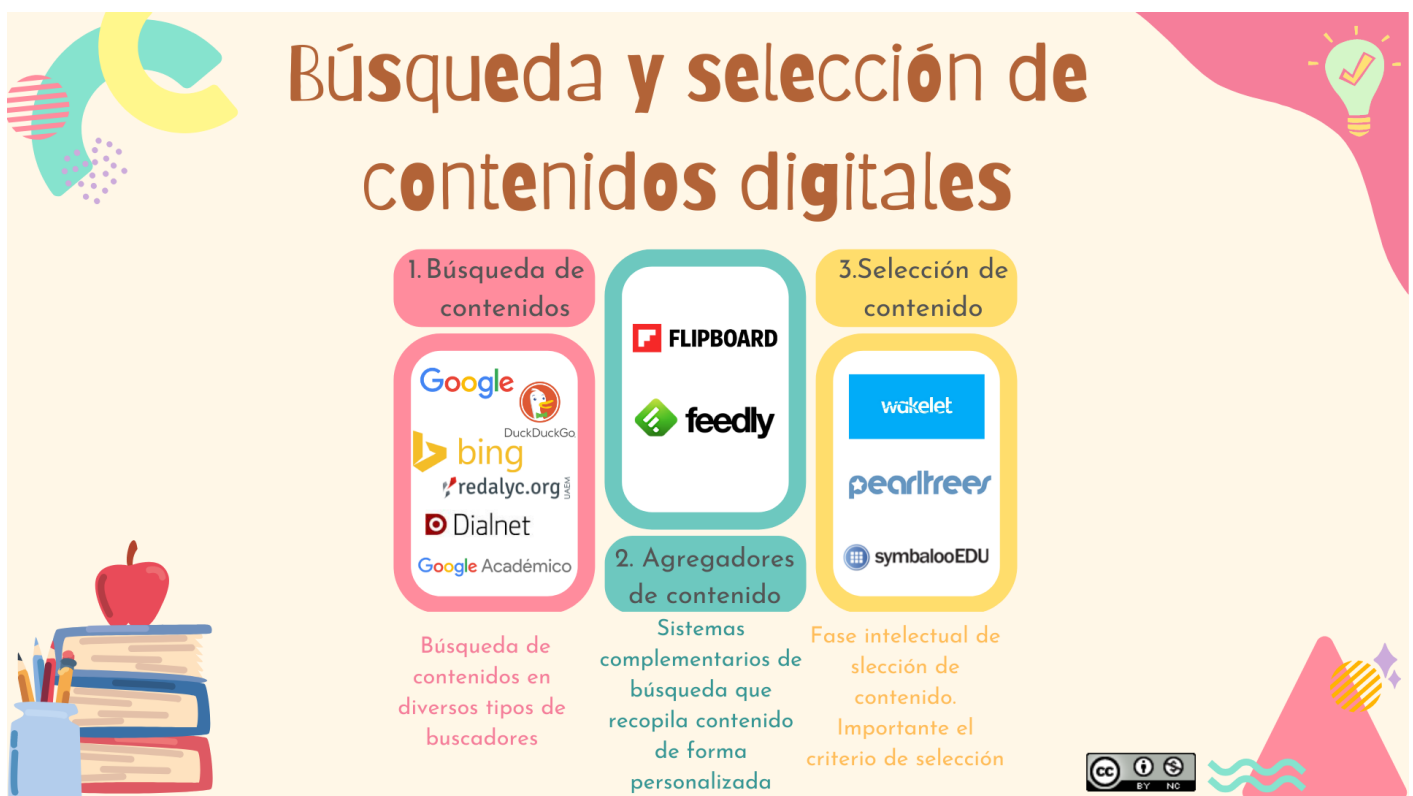 Búsqueda y selección de
contenidos digitales
1. Búsqueda de
contenidos
Google
DuckDuckGo
bing
redalyc.org
UAEM
Dialnet
Google Académico
Búsqueda de
contenidos en
diversos tipos de
buscadores
FLIPBOARD
feedly
2. Agregadores
de contenido
Sistemas
complementarios de
búsqueda que
recopila contenido
de forma
personalizada
3.Selección de
contenido
wakelet
pearltrees
symbalooEDU
Fase intelectual de
slección de
contenido.
Importante el
criterio de selección
cc
BY NC